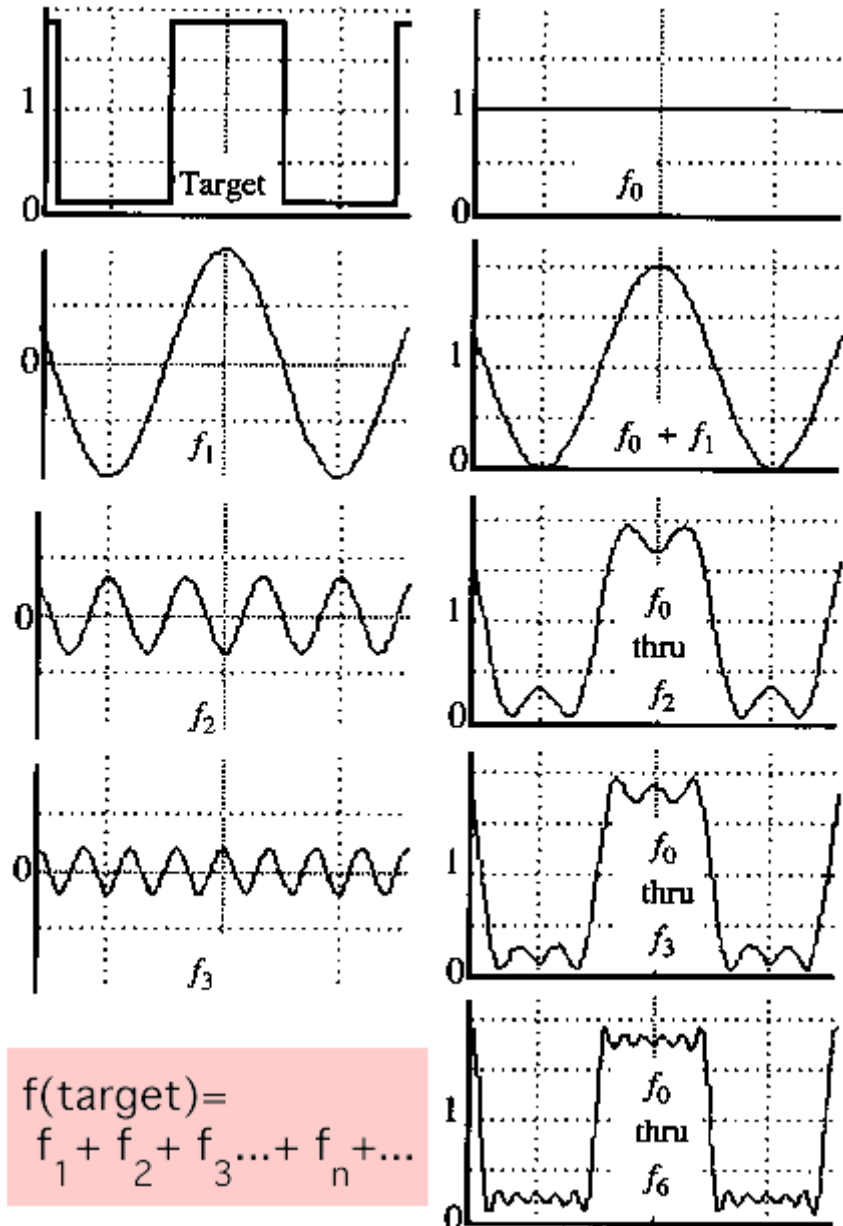 1
0
Target
1
0
f0
0
f1
1
0
f0 + f1
0
f2
1
0
f0
thru
f2
0
f3
1
0
f0
thru
f3
f(target)=
f1+ f2+ f3...+ fn+...
1
0
f0
thru
f6